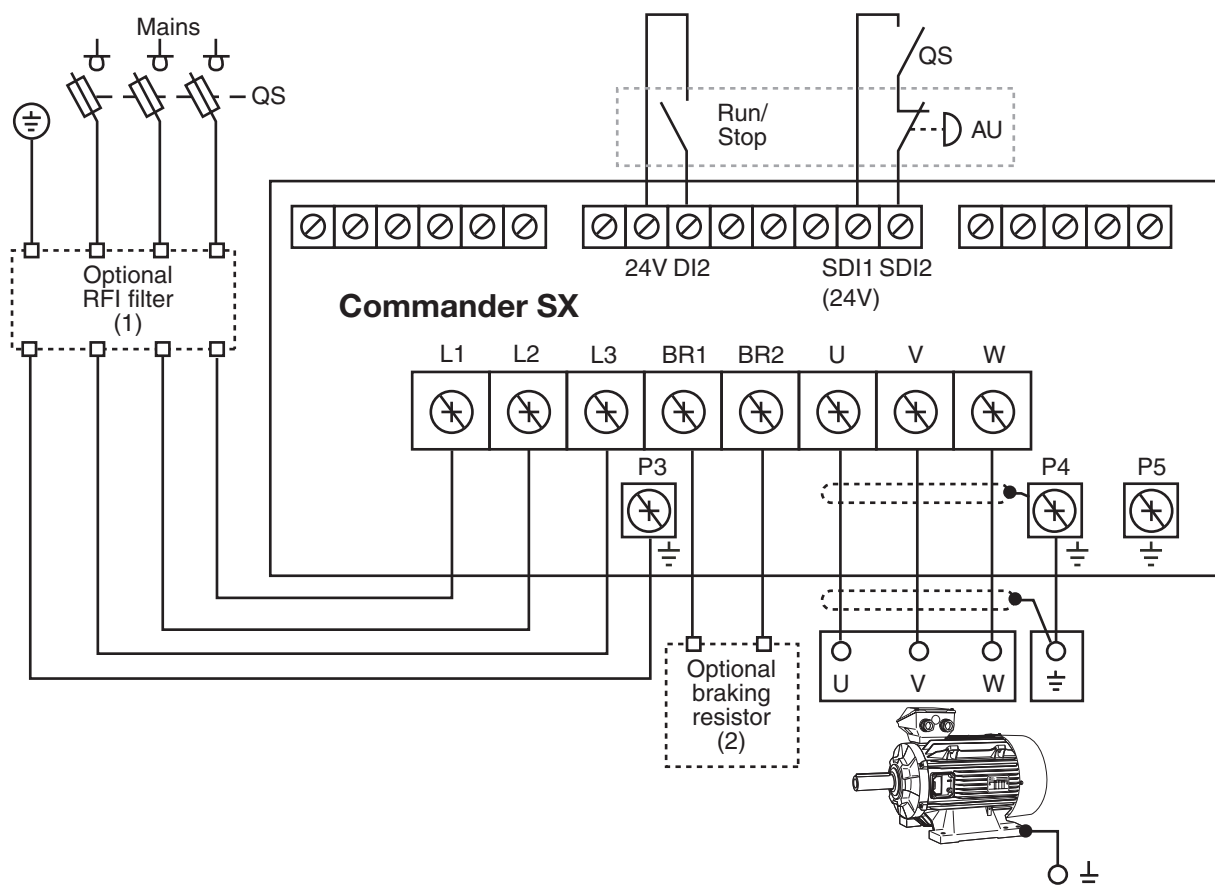 Mains
QS
QS
Run/
Stop
AU
24V DI2
SDI1 SDI2
(24V)
Optional
RFI filter
(1)
Commander SX
L1 L2 L3 BR1 BR2 U V W
P3
P4
P5
Optional
braking
resistor
(2)
U V W